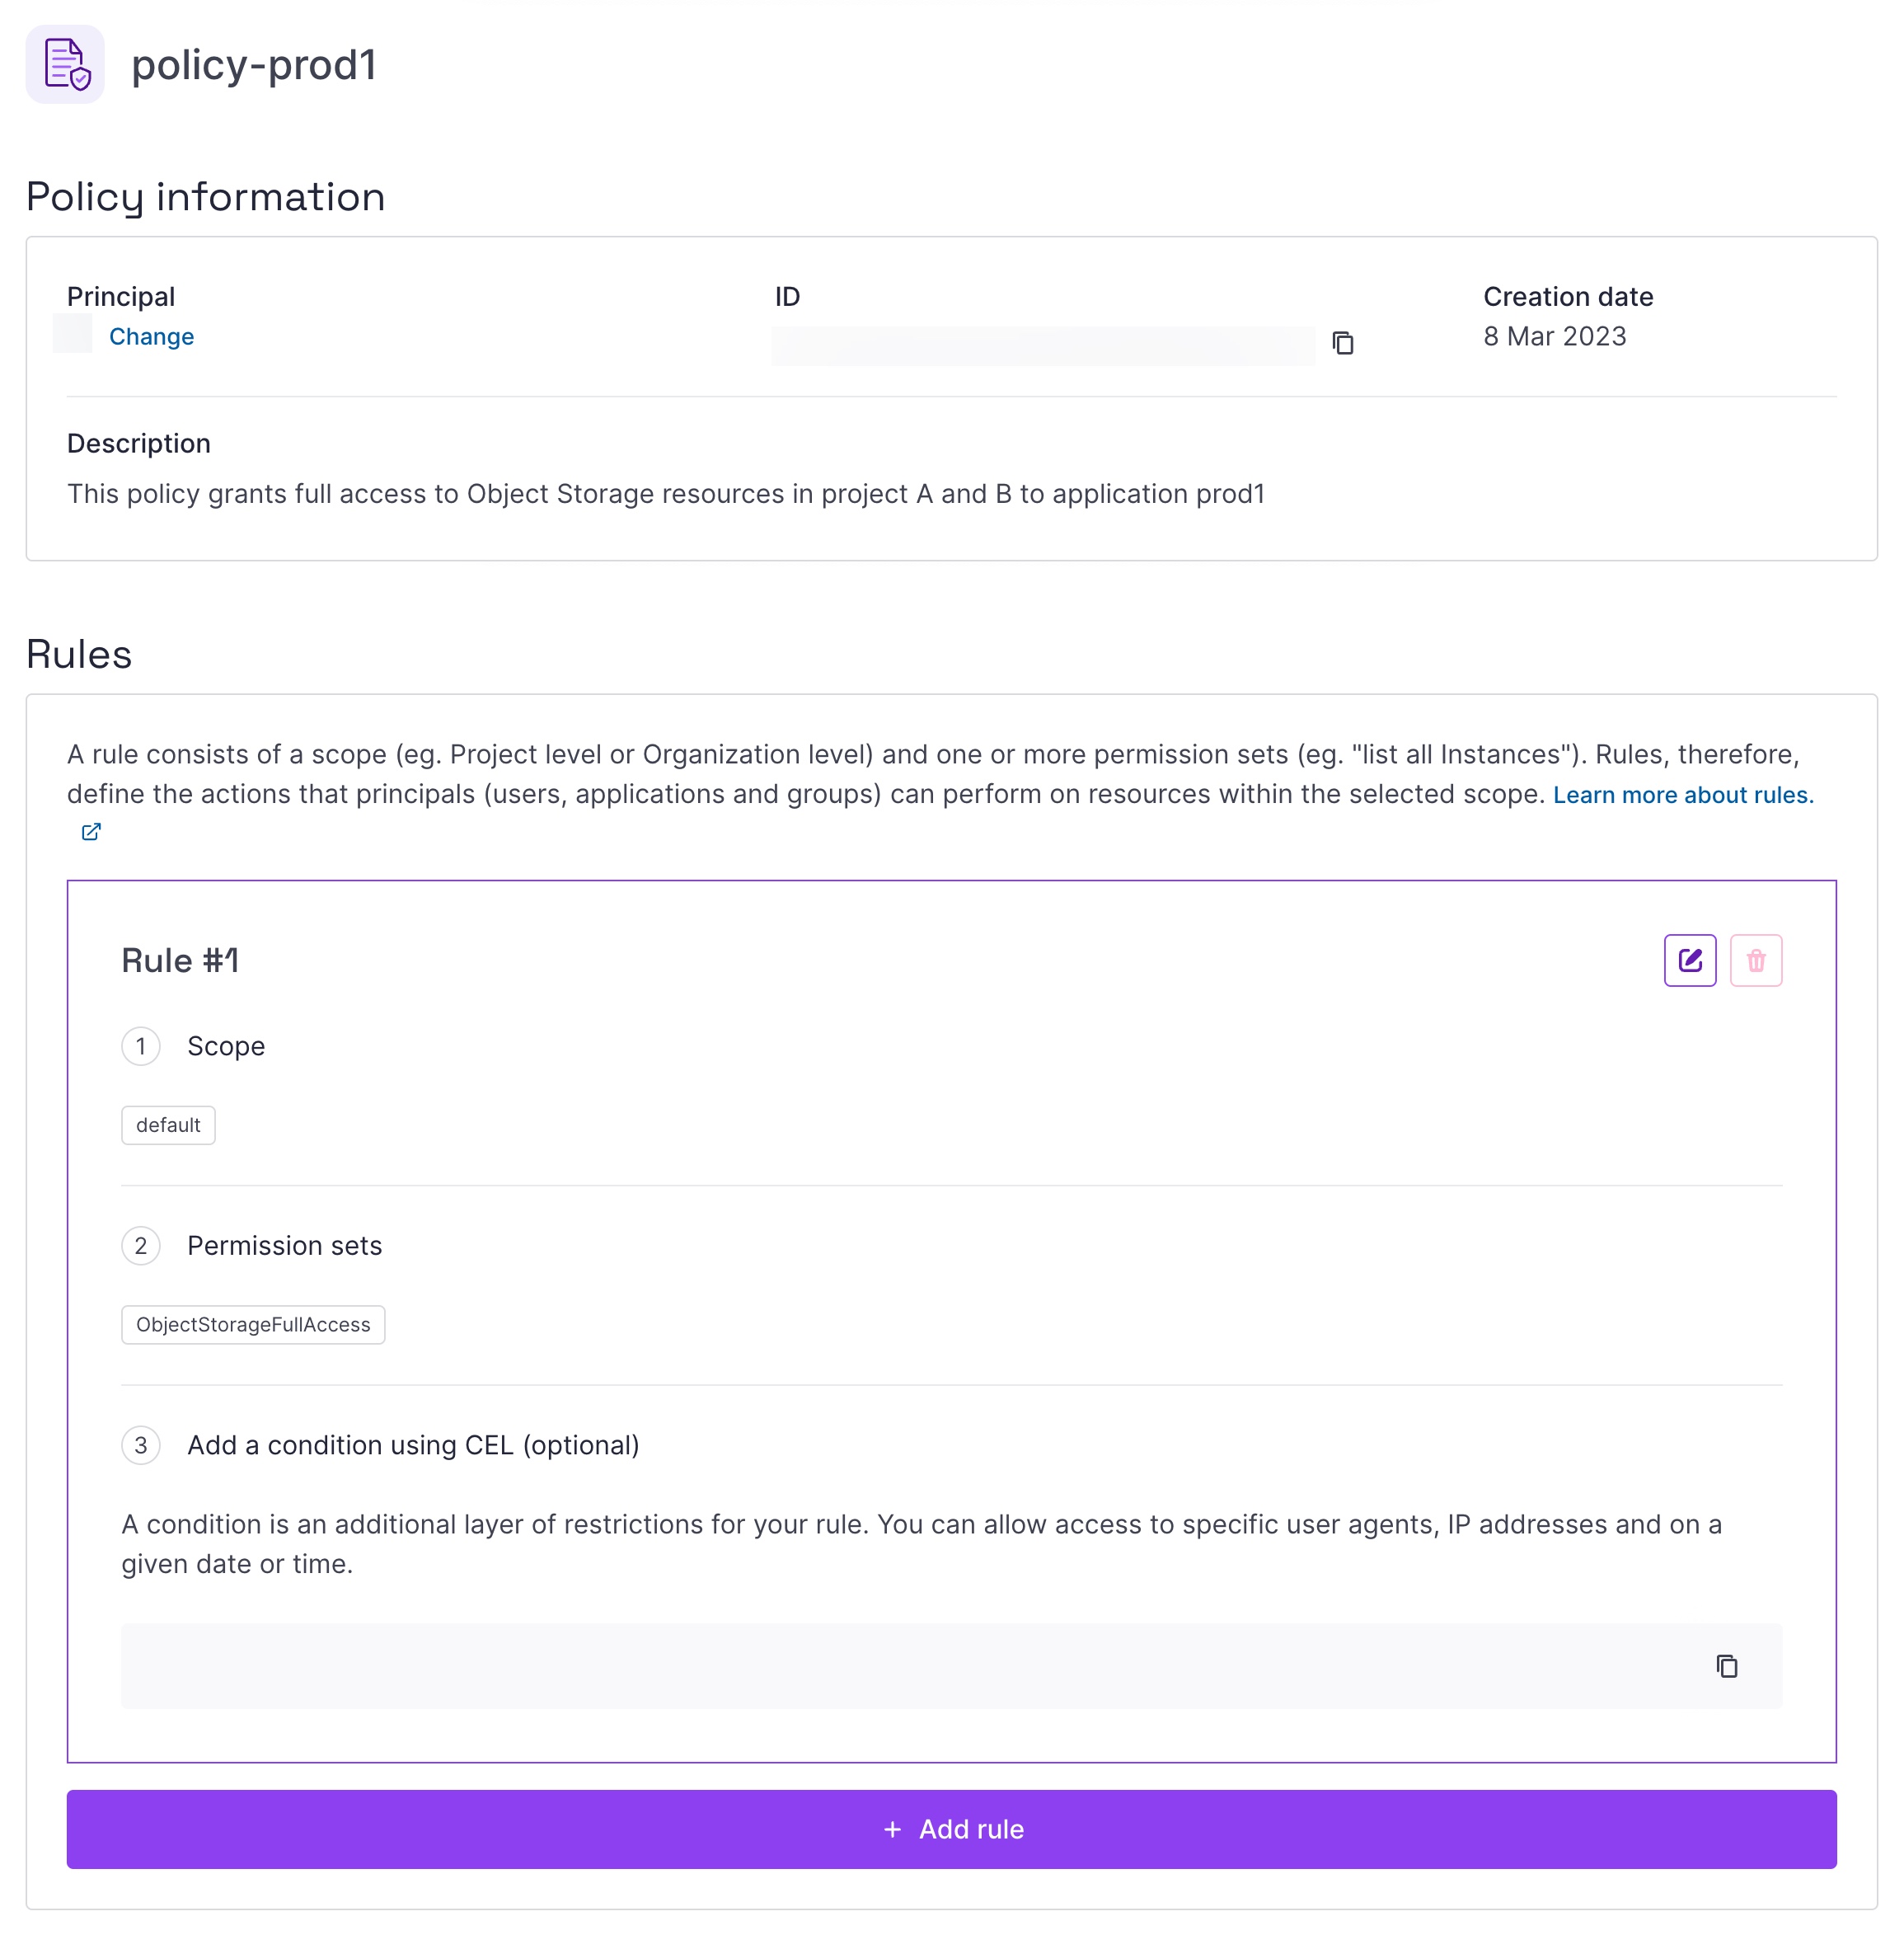 policy-prod1
Policy information
Principal
Change
ID
Creation date
8 Mar 2023
Description
This policy grants full access to Object Storage resources in project A and B to application prod1
Rules
A rule consists of a scope (eg. Project level or Organization level) and one or more permission sets (eg. "list all Instances"). Rules, therefore,
define the actions that principals (users, applications and groups) can perform on resources within the selected scope. Learn more about rules.
Rule #1
1 Scope
default
2 Permission sets
ObjectStorageFullAccess
3 Add a condition using CEL (optional)
A condition is an additional layer of restrictions for your rule. You can allow access to specific user agents, IP addresses and on a
given date or time.
+ Add rule